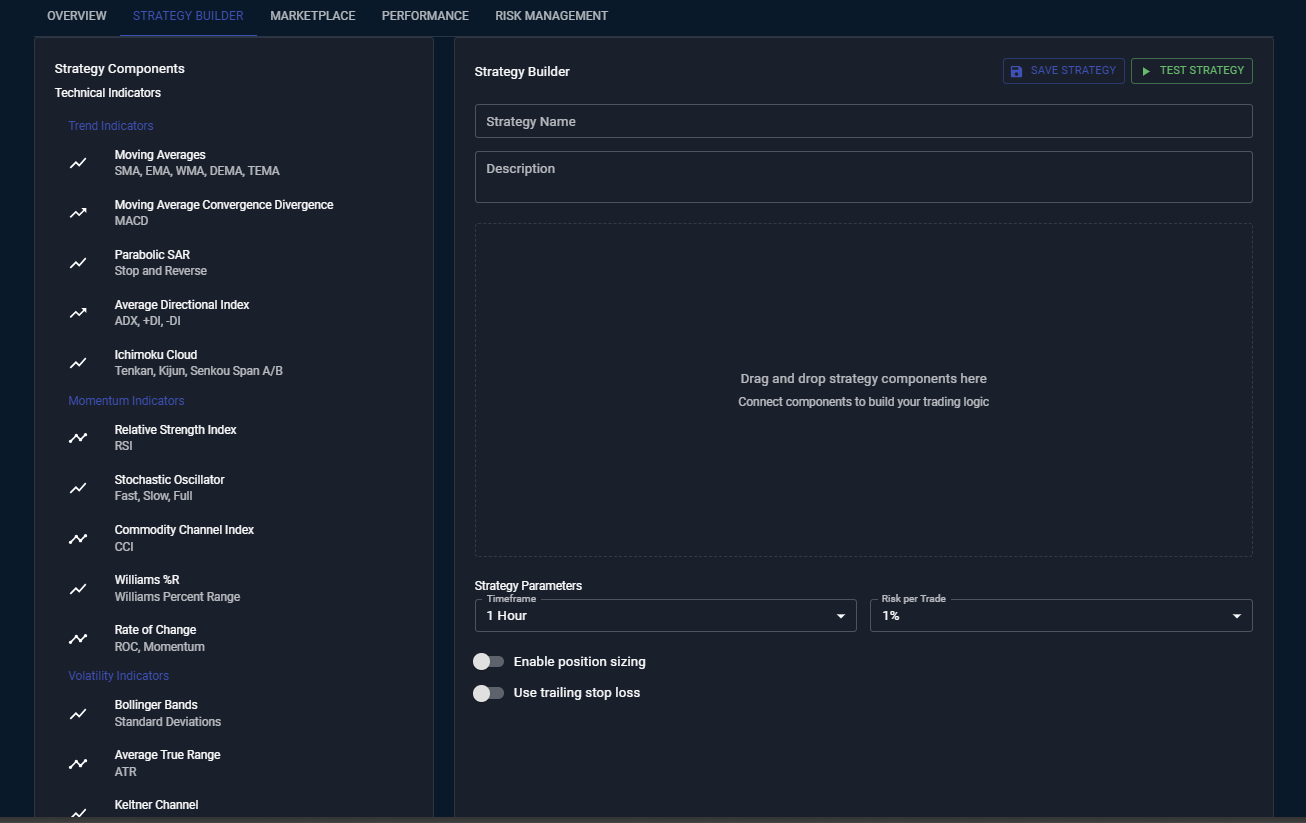 OVERVIEW
STRATEGY BUILDER
MARKETPLACE
PERFORMANCE
RISK MANAGEMENT
Strategy Components
Technical Indicators
Trend Indicators
Moving Averages
SMA, EMA, WMA, DEMA, TEMA
Moving Average Convergence Divergence
MACD
Parabolic SAR
Stop and Reverse
Average Directional Index
ADX, +DI, -DI
Ichimoku Cloud
Tenkan, Kijun, Senkou Span A/B
Momentum Indicators
Relative Strength Index
RSI
Stochastic Oscillator
Fast, Slow, Full
Commodity Channel Index
CCI
Williams %R
Williams Percent Range
Rate of Change
ROC, Momentum
Volatility Indicators
Bollinger Bands
Standard Deviations
Average True Range
ATR
Keltner Channel
Strategy Builder
SAVE STRATEGY
TEST STRATEGY
Strategy Name
Description
Drag and drop strategy components here
Connect components to build your trading logic
Strategy Parameters
Timeframe
1 Hour
Risk per Trade
1%
Enable position sizing
Use trailing stop loss